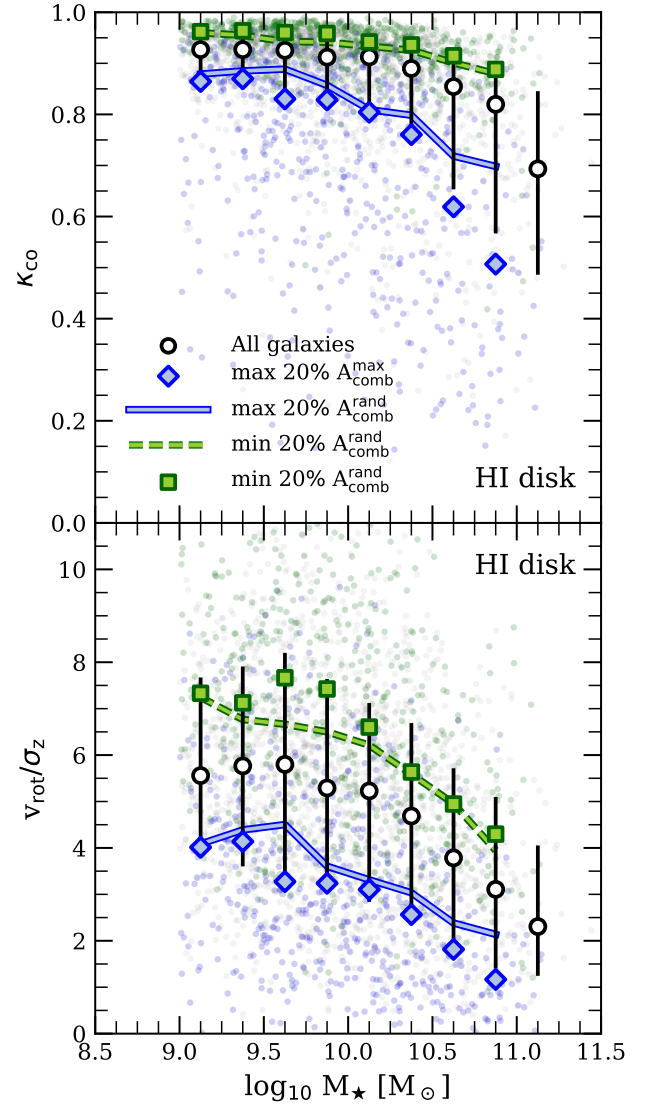 1.0
0.8
0.6
κco
0.4
All galaxies
max 20% A^max_comb
max 20% A^rand_comb
0.2
min 20% A^rand_comb
min 20% A^rand_comb
HI disk
0.0
HI disk
10
8
6
vrot/σz
4
2
0
8.5 9.0 9.5 10.0 10.5 11.0 11.5
log10 M★ [M⊙]